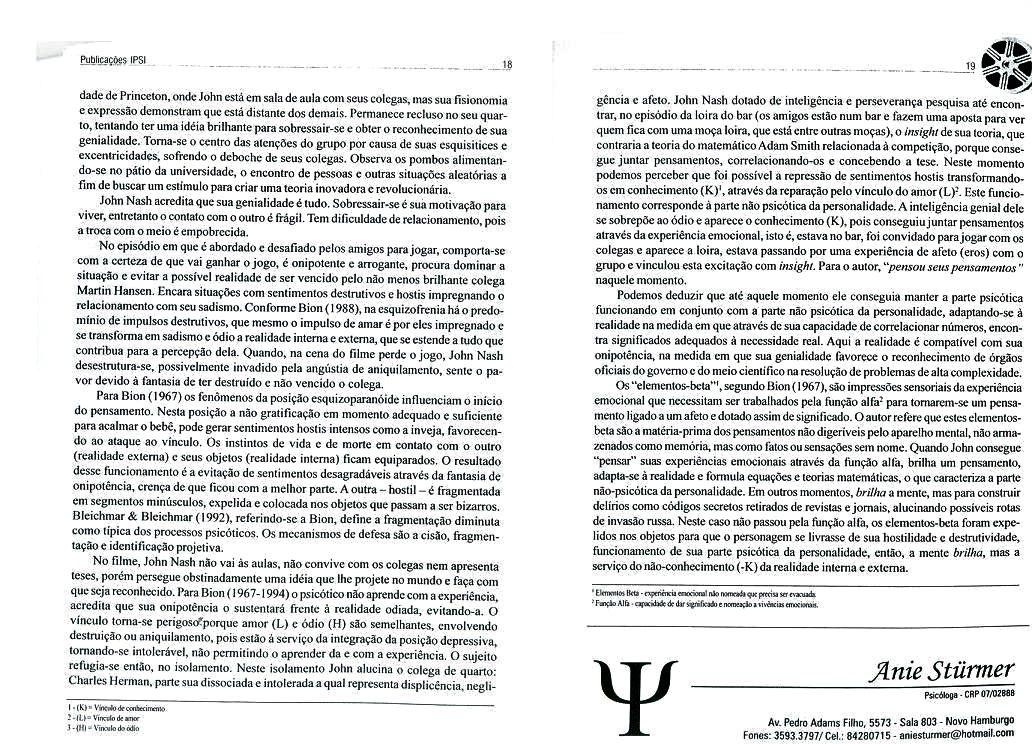 Publicações IPSI
18
dade de Princeton, onde John está em sala de aula com seus colegas, mas sua fisionomia
e expressão demonstram que está distante dos demais. Permanece recluso no seu quar-
to, tentando ter uma idéia brilhante para sobressair-se e obter o reconhecimento de sua
genialidade. Torna-se o centro das atenções do grupo por causa de suas esquisitices e
excentricidades, sofrendo o deboche de seus colegas. Observa os pombos alimentan-
do-se no pátio da universidade, o encontro de pessoas e outras situações aleatórias a
fim de buscar um estímulo para criar uma teoria inovadora e revolucionária.
John Nash acredita que sua genialidade é tudo. Sobressair-se é sua motivação para
viver, entretanto o contato com o outro é frágil. Tem dificuldade de relacionamento, pois
a troca com o meio é empobrecida.
No episódio em que é abordado e desafiado pelos amigos para jogar, comporta-se
com a certeza de que vai ganhar o jogo, é onipotente e arrogante, procura dominar a
situação e evitar a possível realidade de ser vencido pelo não menos brilhante colega
Martin Hansen. Encara situações com sentimentos destrutivos e hostis impregnando o
relacionamento com seu sadismo. Conforme Bion (1988), na esquizofrenia há o predo-
mínio de impulsos destrutivos, que mesmo o impulso de amar é por eles impregnado e
se transforma em sadismo e ódio a realidade interna e externa, que se estende a tudo que
contribua para a percepção dela. Quando, na cena do filme perde o jogo, John Nash
desestrutura-se, possivelmente invadido pela angústia de aniquilamento, sente o pa-
vor devido à fantasia de ter destruído e não vencido o colega.
Para Bion (1967) os fenômenos da posição esquizoparanóide influenciam o início
do pensamento. Nesta posição a não gratificação em momento adequado e suficiente
para acalmar o bebê, pode gerar sentimentos hostis intensos como a inveja, favorecen-
do ao ataque ao vínculo. Os instintos de vida e de morte em contato com o outro
(realidade externa) e seus objetos (realidade interna) ficam equiparados. O resultado
desse funcionamento é a evitação de sentimentos desagradáveis através da fantasia de
onipotência, crença de que ficou com a melhor parte. A outra – hostil – é fragmentada
em segmentos minúsculos, expelida e colocada nos objetos que passam a ser bizarros.
Bleichmar & Bleichmar (1992), referindo-se a Bion, define a fragmentação diminuta
como típica dos processos psicóticos. Os mecanismos de defesa são a cisão, fragmen-
tação e identificação projetiva.
No filme, John Nash não vai às aulas, não convive com os colegas nem apresenta
teses, porém persegue obstinadamente uma idéia que lhe projete no mundo e faça com
que seja reconhecido. Para Bion (1967-1994) o psicótico não aprende com a experiência,
acredita que sua onipotência o sustentará frente à realidade odiada, evitando-a. O
vínculo torna-se perigoso porque amor (L) e ódio (H) são semelhantes, envolvendo
destruição ou aniquilamento, pois estão à serviço da integração da posição depressiva,
tornando-se intolerável, não permitindo o aprender da e com a experiência. O sujeito
refugia-se então, no isolamento. Neste isolamento John alucina o colega de quarto:
Charles Herman, parte sua dissociada e intolerada a qual representa displicência, negli-
1 - (K) = Vínculo de conhecimento
2 - (L) = Vínculo de amor
3 - (H) = Vínculo do ódio
19
gência e afeto. John Nash dotado de inteligência e perseverança pesquisa até encon-
trar, no episódio da loira do bar (os amigos estão num bar e fazem uma aposta para ver
quem fica com uma moça loira, que está entre outras moças), o insight de sua teoria, que
contraria a teoria do matemático Adam Smith relacionada à competição, porque conse-
gue juntar pensamentos, correlacionando-os e concebendo a tese. Neste momento
podemos perceber que foi possível a repressão de sentimentos hostis transformando-
os em conhecimento (K)¹, através da reparação pelo vínculo do amor (L)². Este funcio-
namento corresponde à parte não psicótica da personalidade. A inteligência genial dele
se sobrepõe ao ódio e aparece o conhecimento (K), pois conseguiu juntar pensamentos
através da experiência emocional, isto é, estava no bar, foi convidado para jogar com os
colegas e aparece a loira, estava passando por uma experiência de afeto (eros) com o
grupo e vinculou esta excitação com insight. Para o autor, "pensou seus pensamentos"
naquele momento.
Podemos deduzir que até aquele momento ele conseguia manter a parte psicótica
funcionando em conjunto com a parte não psicótica da personalidade, adaptando-se à
realidade na medida em que através de sua capacidade de correlacionar números, encon-
tra significados adequados à necessidade real. Aqui a realidade é compatível com sua
onipotência, na medida em que sua genialidade favorece o reconhecimento de órgãos
oficiais do governo e do meio científico na resolução de problemas de alta complexidade.
Os "elementos-beta"¹, segundo Bion (1967), são impressões sensoriais da experiência
emocional que necessitam ser trabalhados pela função alfa² para tornarem-se um pensa-
mento ligado a um afeto e dotado assim de significado. O autor refere que estes elementos-
beta são a matéria-prima dos pensamentos não digeríveis pelo aparelho mental, não arma-
zenados como memória, mas como fatos ou sensações sem nome. Quando John consegue
"pensar" suas experiências emocionais através da função alfa, brilha um pensamento,
adapta-se à realidade e formula equações e teorias matemáticas, o que caracteriza a parte
não-psicótica da personalidade. Em outros momentos, brilha a mente, mas para construir
delírios como códigos secretos retirados de revistas e jornais, alucinando possíveis rotas
de invasão russa. Neste caso não passou pela função alfa, os elementos-beta foram expe-
lidos nos objetos para que o personagem se livrasse de sua hostilidade e destrutividade,
funcionamento de sua parte psicótica da personalidade, então, a mente brilha, mas a
serviço do não-conhecimento (-K) da realidade interna e externa.
¹ Elementos Beta - experiência emocional não nomeada que precisa ser evacuada.
² Função Alfa - capacidade de dar significado e nomeação a vivências emocionais.
Ψ
Anie Stürmer
Psicóloga - CRP 07/02888
Av. Pedro Adams Filho, 5573 - Sala 803 - Novo Hamburgo
Fones: 3593.3797/ Cel.: 84280715 - aniesturmer@hotmail.com